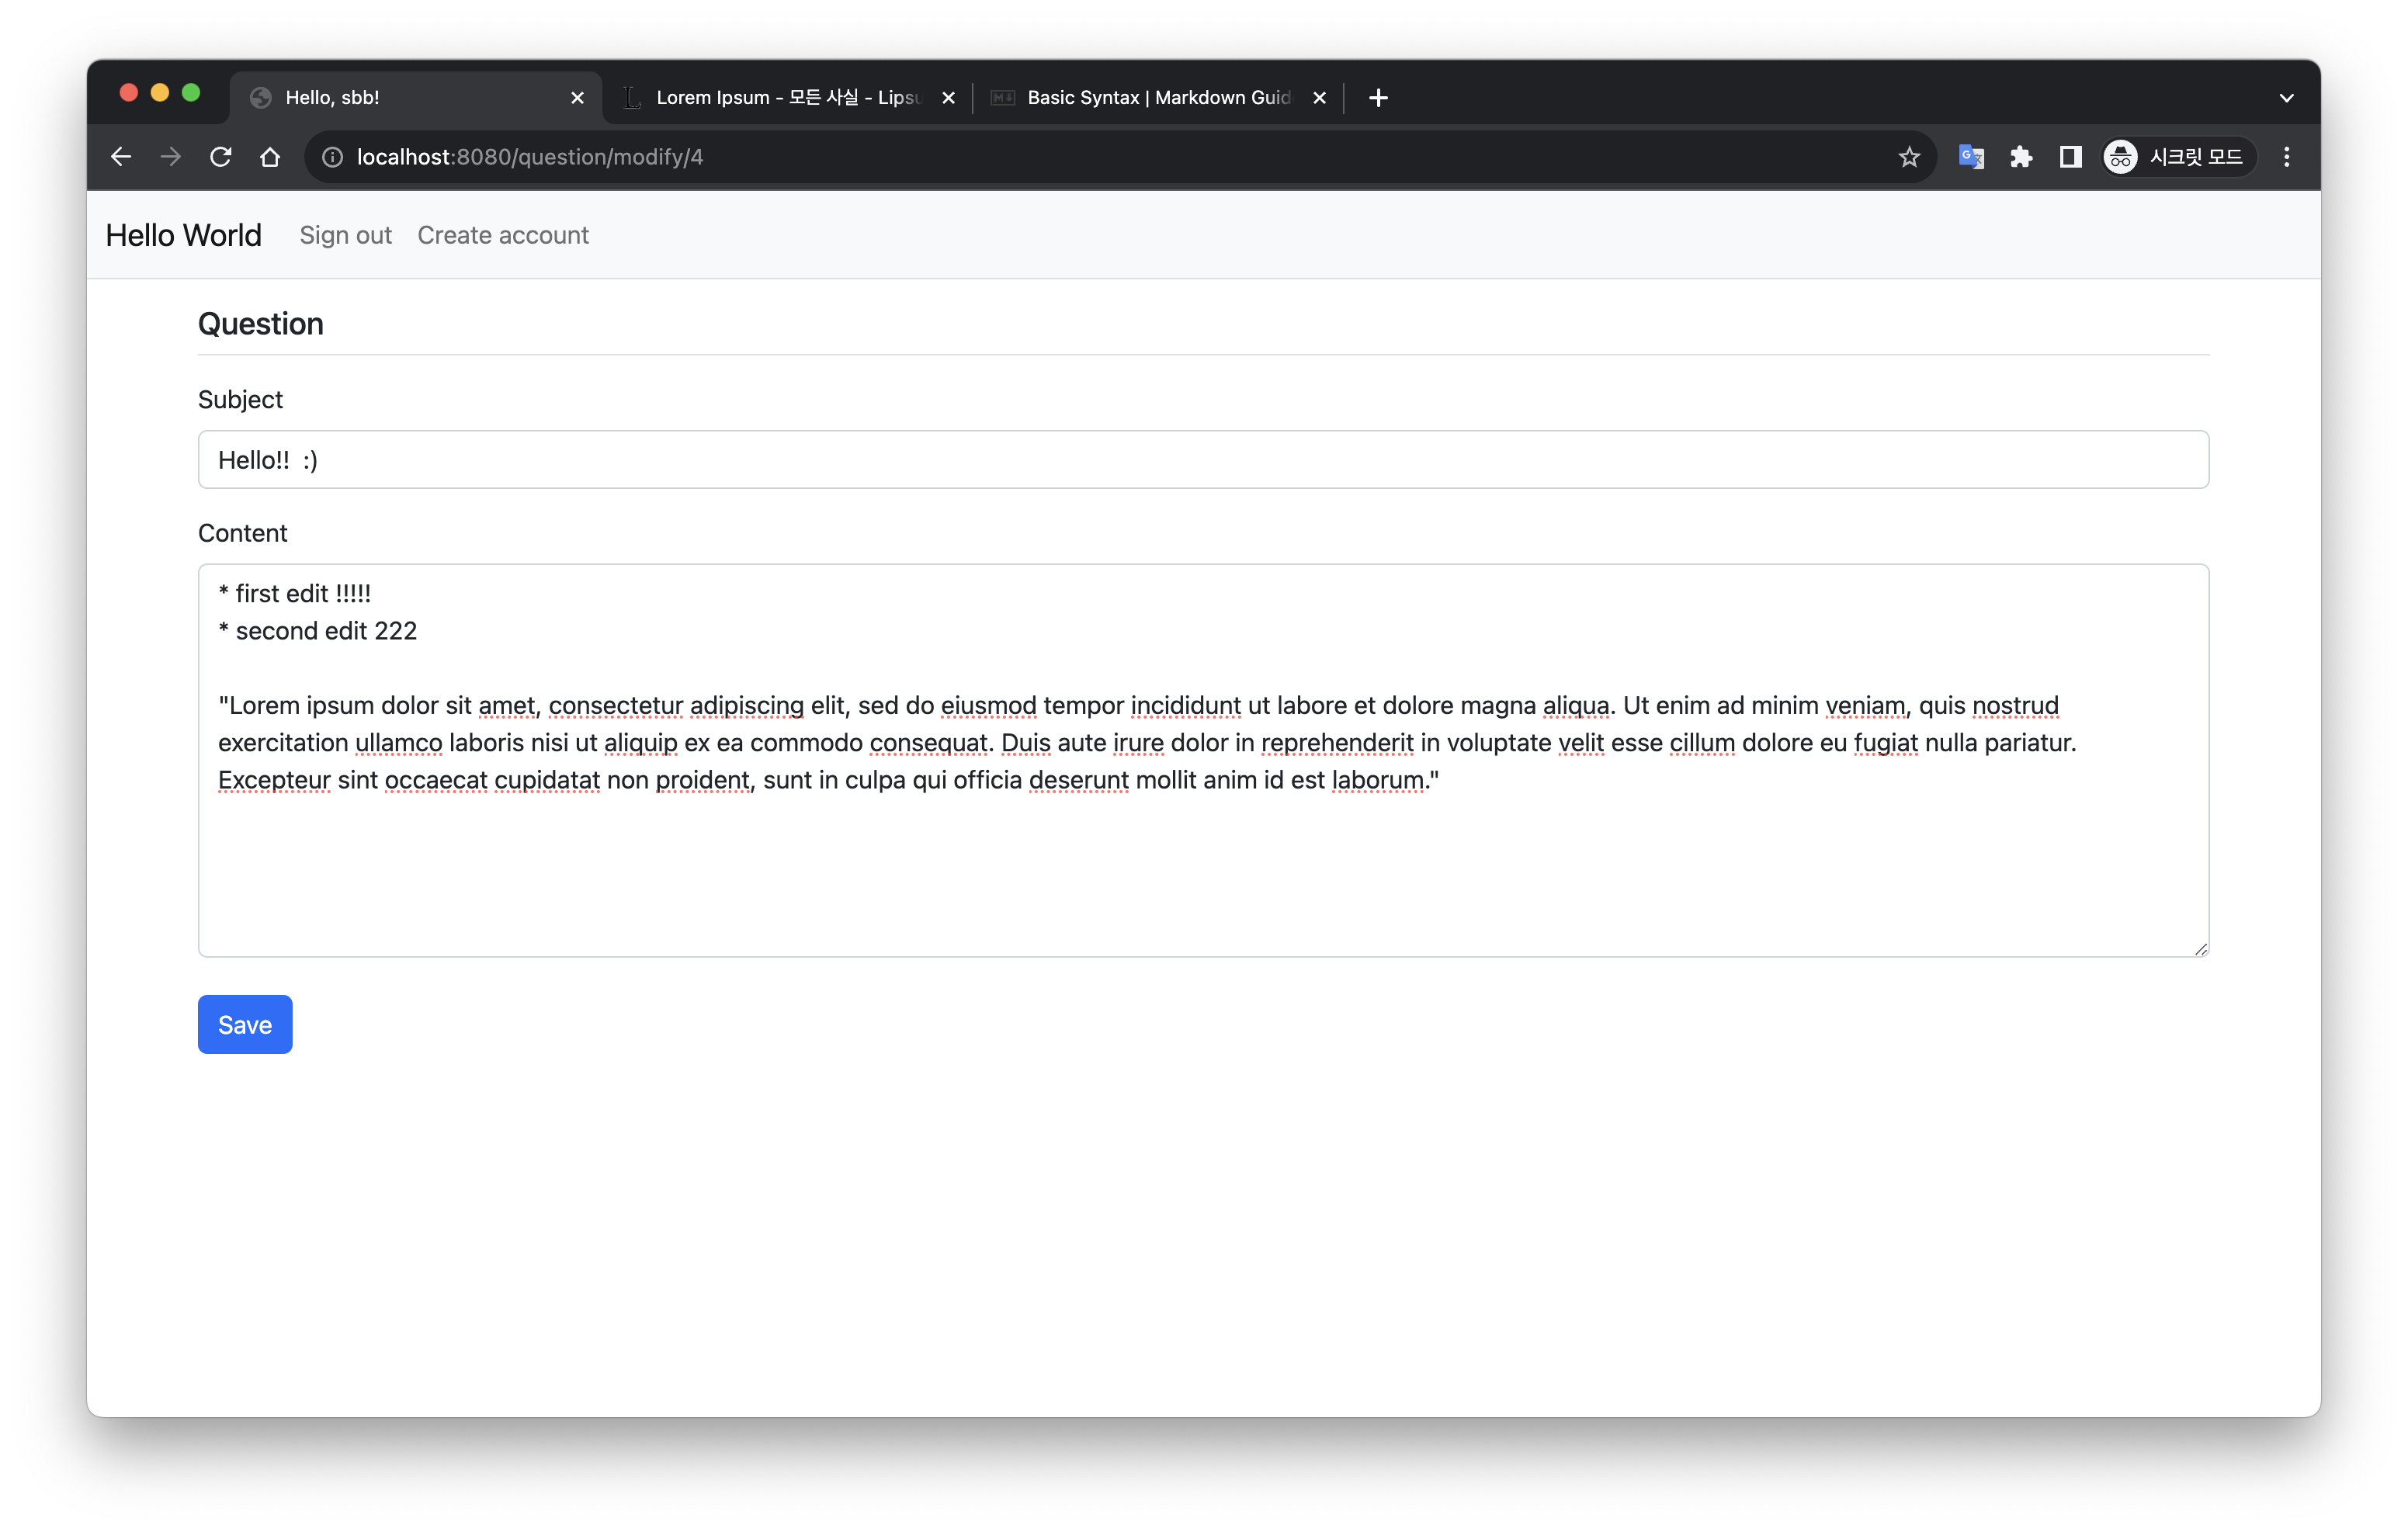 Hello, sbb!
Lorem Ipsum - 모든 사실 - Lipsu
Basic Syntax | Markdown Guid
localhost:8080/question/modify/4
시크릿 모드
Hello World
Sign out
Create account
Question
Subject
Hello!!  :)
Content
* first edit !!!!!
* second edit 222
"Lorem ipsum dolor sit amet, consectetur adipiscing elit, sed do eiusmod tempor incididunt ut labore et dolore magna aliqua. Ut enim ad minim veniam, quis nostrud
exercitation ullamco laboris nisi ut aliquip ex ea commodo consequat. Duis aute irure dolor in reprehenderit in voluptate velit esse cillum dolore eu fugiat nulla pariatur.
Excepteur sint occaecat cupidatat non proident, sunt in culpa qui officia deserunt mollit anim id est laborum."
Save